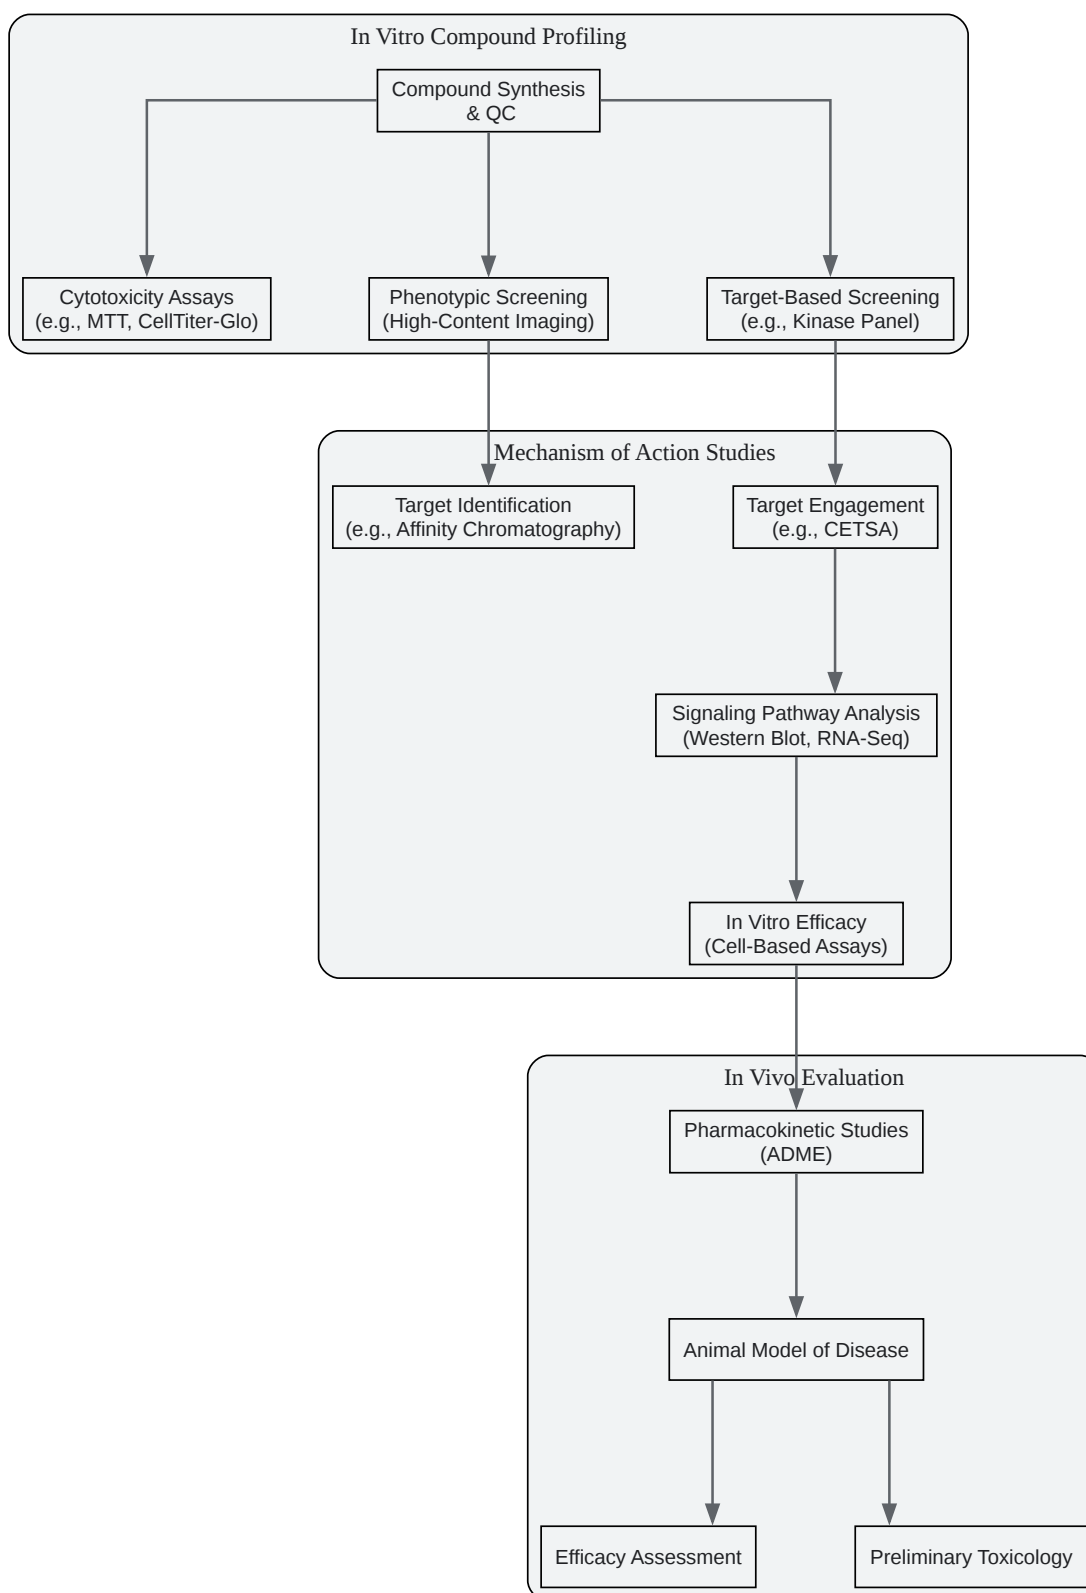 In Vitro Compound Profiling
Compound Synthesis
& QC
Cytotoxicity Assays
(e.g., MTT, CellTiter-Glo)
Phenotypic Screening
(High-Content Imaging)
Target-Based Screening
(e.g., Kinase Panel)
Mechanism of Action Studies
Target Identification
(e.g., Affinity Chromatography)
Target Engagement
(e.g., CETSA)
Signaling Pathway Analysis
(Western Blot, RNA-Seq)
In Vitro Efficacy
(Cell-Based Assays)
In Vivo Evaluation
Pharmacokinetic Studies
(ADME)
Animal Model of Disease
Efficacy Assessment
Preliminary Toxicology